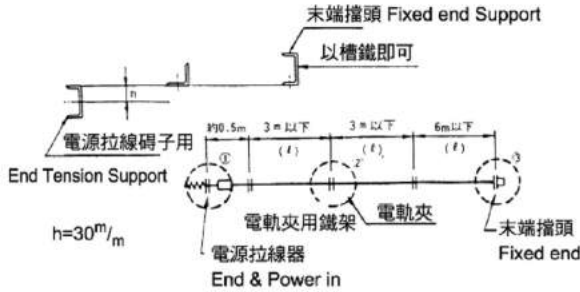 末端擋頭 Fixed end Support
以槽鐵即可
h
電源拉線碍子用
End Tension Support
約0.5m
3m以下
3m以下
6m以下
(ℓ)
(ℓ)
(ℓ)
①
2
③
電軌夾用鐵架
電軌夾
末端擋頭
Fixed end
h=30m/m
電源拉線器
End & Power in